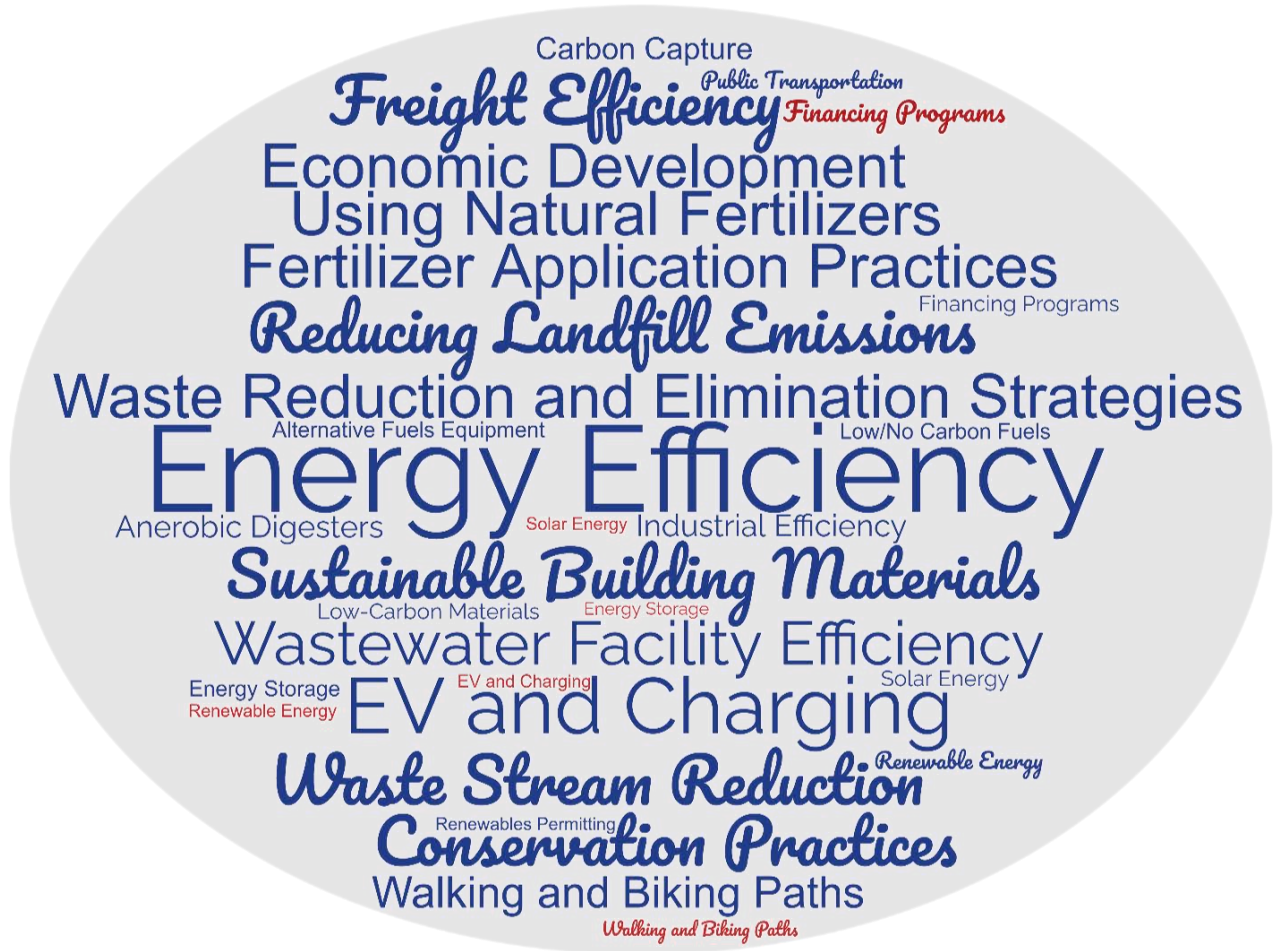 Carbon Capture
Public Transportation
Freight Efficiency
Financing Programs
Economic Development
Using Natural Fertilizers
Fertilizer Application Practices
Financing Programs
Reducing Landfill Emissions
Waste Reduction and Elimination Strategies
Alternative Fuels Equipment
Low/No Carbon Fuels
Energy Efficiency
Anerobic Digesters
Solar Energy
Industrial Efficiency
Sustainable Building Materials
Low-Carbon Materials
Energy Storage
Wastewater Facility Efficiency
Solar Energy
Energy Storage
EV and Charging
Renewable Energy
EV and Charging
Renewable Energy
Waste Stream Reduction
Renewables Permitting
Conservation Practices
Walking and Biking Paths
Walking and Biking Paths